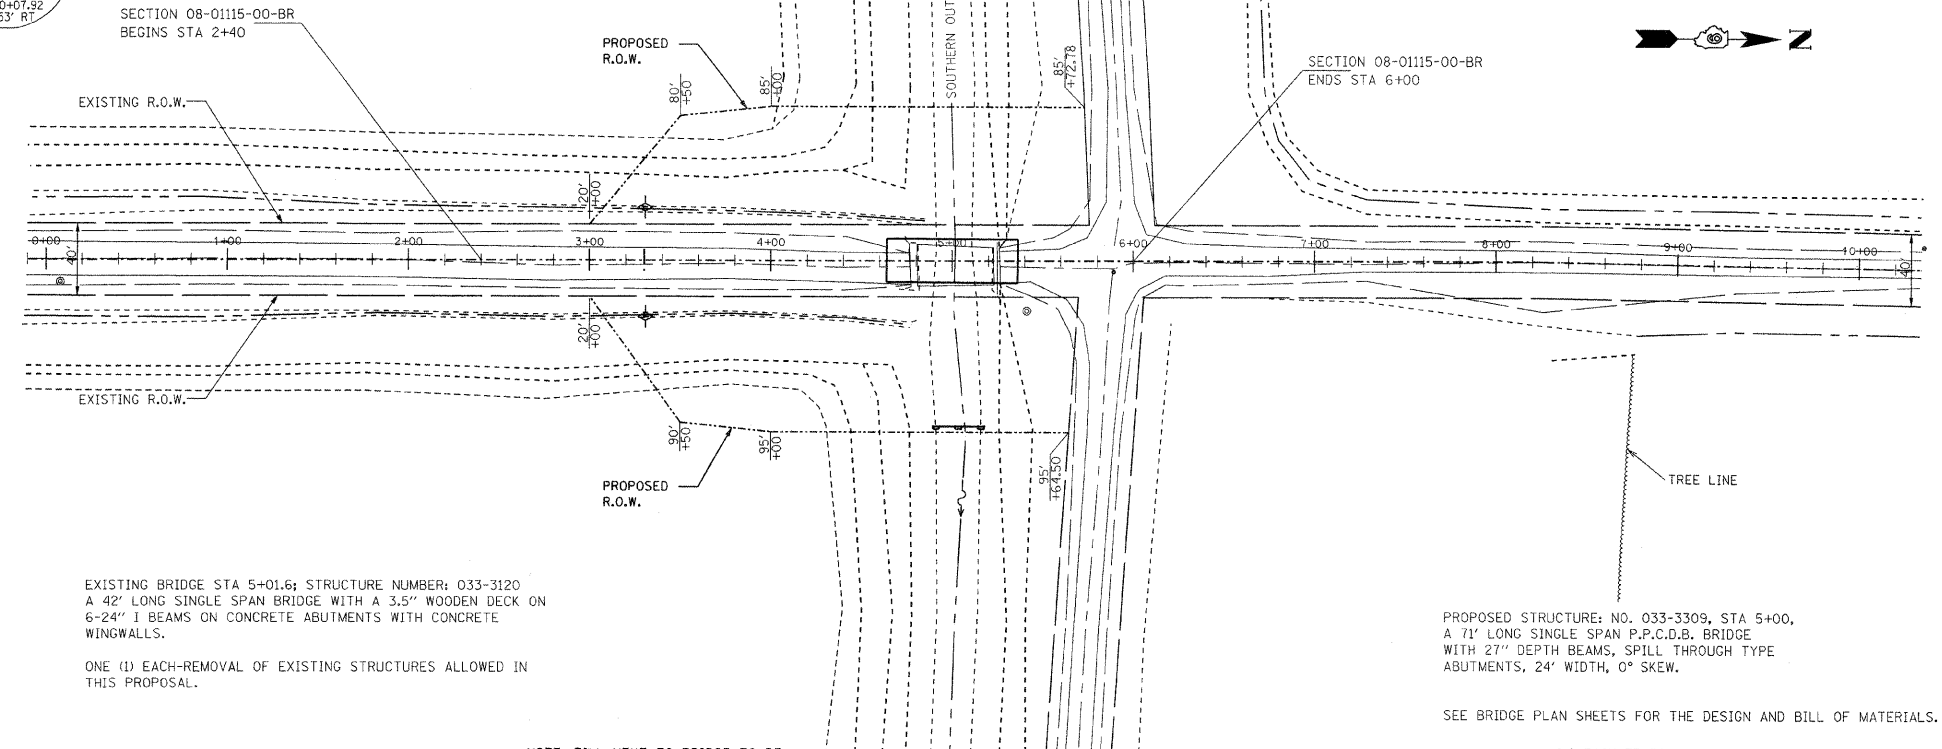 0+07.92
53' RT
SECTION 08-01115-00-BR
BEGINS STA 2+40
PROPOSED
R.O.W.
SOUTHERN OUT
SECTION 08-01115-00-BR
ENDS STA 6+00
N
EXISTING R.O.W.
80'
+50
85'
+00
85'
+72.78
20'
+00
0+00
1+00
2+00
3+00
4+00
5+00
6+00
7+00
8+00
9+00
10+00
40'
40'
20'
+00
EXISTING R.O.W.
90'
+50
95'
+00
95'
+64.50
PROPOSED
R.O.W.
TREE LINE
EXISTING BRIDGE STA 5+01.6; STRUCTURE NUMBER: 033-3120
A 42' LONG SINGLE SPAN BRIDGE WITH A 3.5" WOODEN DECK ON
6-24" I BEAMS ON CONCRETE ABUTMENTS WITH CONCRETE
WINGWALLS.
ONE (1) EACH-REMOVAL OF EXISTING STRUCTURES ALLOWED IN
THIS PROPOSAL.
PROPOSED STRUCTURE: NO. 033-3309, STA 5+00,
A 71' LONG SINGLE SPAN P.P.C.D.B. BRIDGE
WITH 27" DEPTH BEAMS, SPILL THROUGH TYPE
ABUTMENTS, 24' WIDTH, 0° SKEW.
SEE BRIDGE PLAN SHEETS FOR THE DESIGN AND BILL OF MATERIALS.